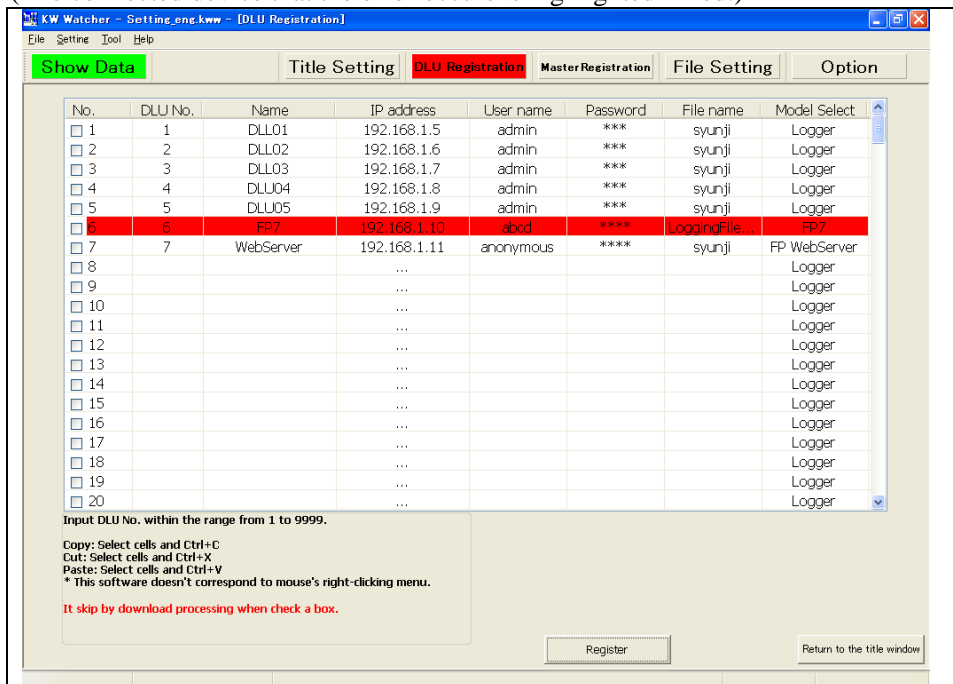 KW Watcher - Setting_eng.kww - [DLU Registration]
File Setting Tool Help
Show Data Title Setting DLU Registration Master Registration File Setting Option
No. DLU No. Name IP address User name Password File name Model Select
1 1 DLL01 192.168.1.5 admin *** syunji Logger
2 2 DLL02 192.168.1.6 admin *** syunji Logger
3 3 DLL03 192.168.1.7 admin *** syunji Logger
4 4 DLU04 192.168.1.8 admin *** syunji Logger
5 5 DLU05 192.168.1.9 admin *** syunji Logger
6 6 FP7 192.168.1.10 abcd **** LoggingFile... FP7
7 7 WebServer 192.168.1.11 anonymous **** syunji FP WebServer
8 ... Logger
9 ... Logger
10 ... Logger
11 ... Logger
12 ... Logger
13 ... Logger
14 ... Logger
15 ... Logger
16 ... Logger
17 ... Logger
18 ... Logger
19 ... Logger
20 ... Logger
Input DLU No. within the range from 1 to 9999.
Copy: Select cells and Ctrl+C
Cut: Select cells and Ctrl+X
Paste: Select cells and Ctrl+V
* This software doesn't correspond to mouse's right-clicking menu.
It skip by download processing when check a box.
Register Return to the title window